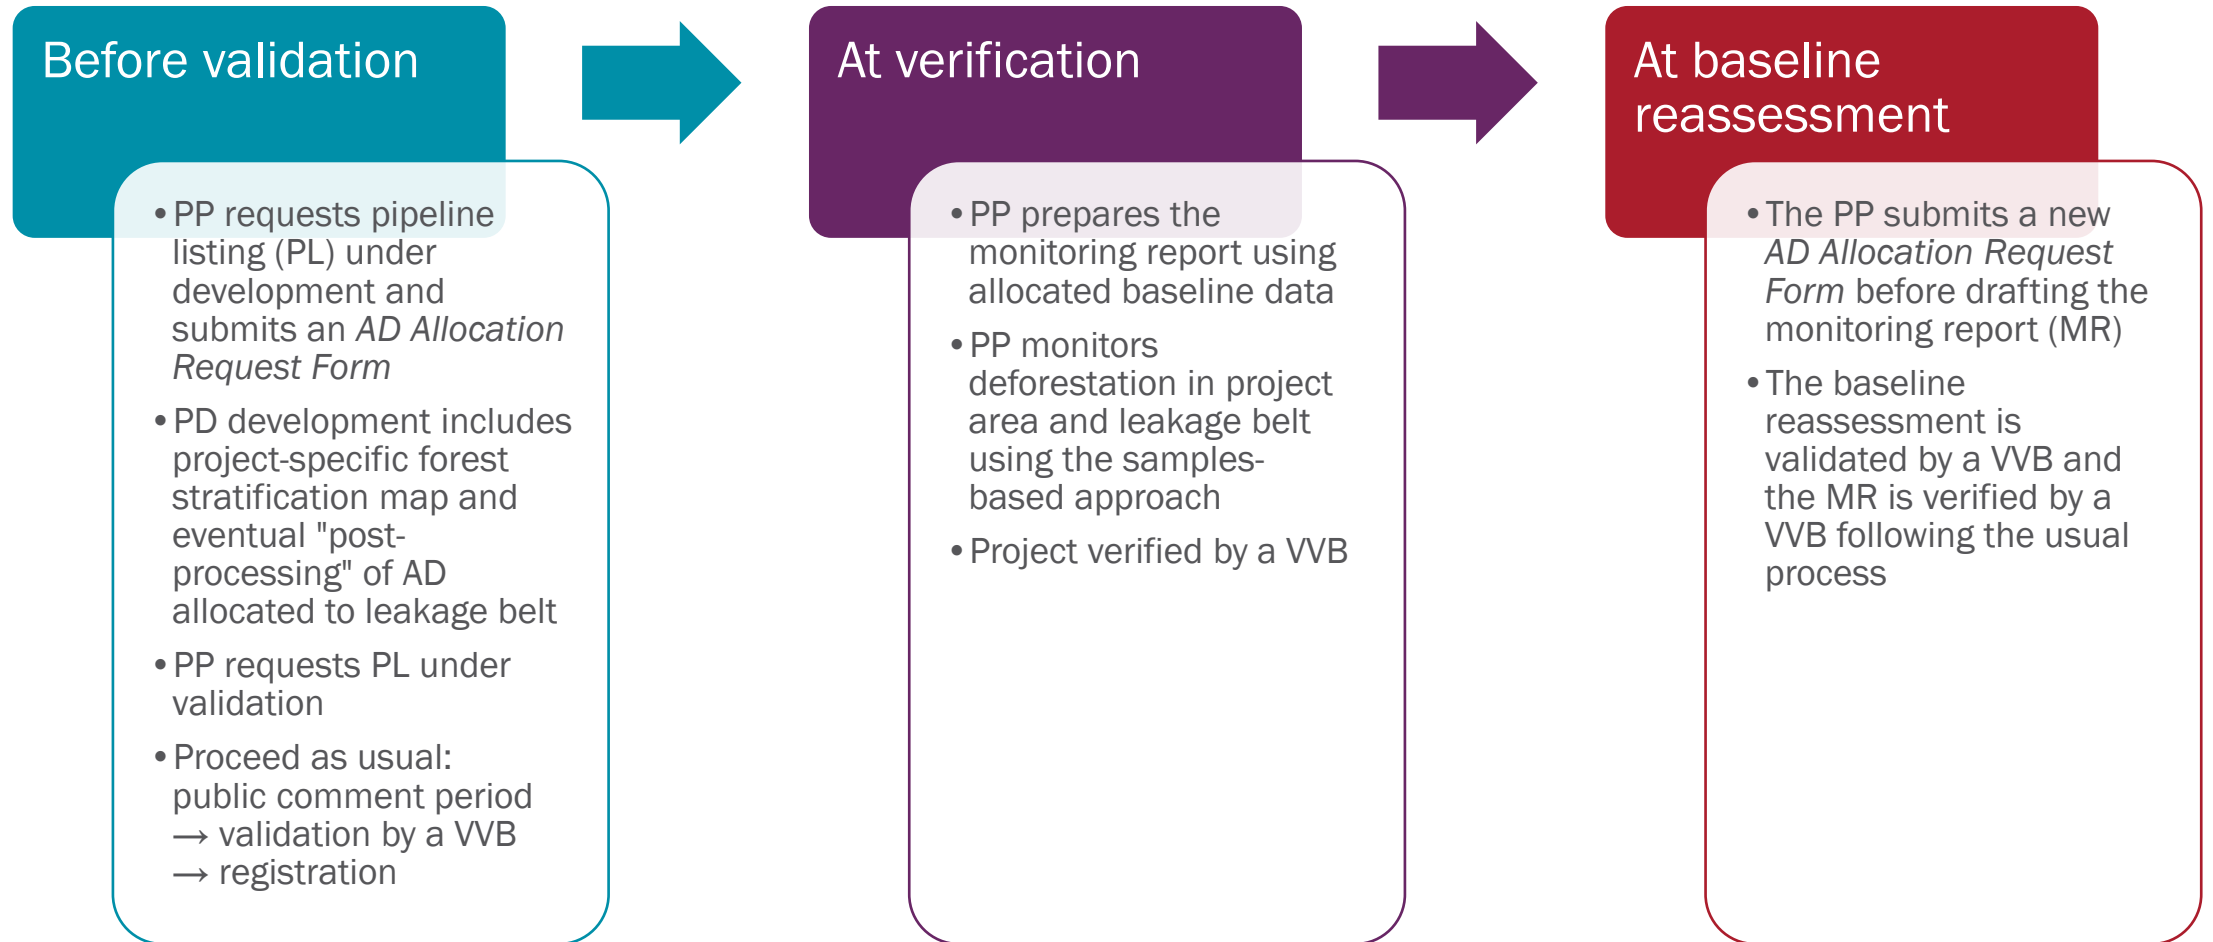 Before validation
• PP requests pipeline
listing (PL) under
development and
submits an AD Allocation
Request Form
• PD development includes
project-specific forest
stratification map and
eventual "post-
processing" of AD
allocated to leakage belt
• PP requests PL under
validation
• Proceed as usual:
public comment period
→ validation by a VVB
→ registration
At verification
• PP prepares the
monitoring report using
allocated baseline data
• PP monitors
deforestation in project
area and leakage belt
using the samples-
based approach
• Project verified by a VVB
At baseline
reassessment
• The PP submits a new
AD Allocation Request
Form before drafting the
monitoring report (MR)
• The baseline
reassessment is
validated by a VVB and
the MR is verified by a
VVB following the usual
process